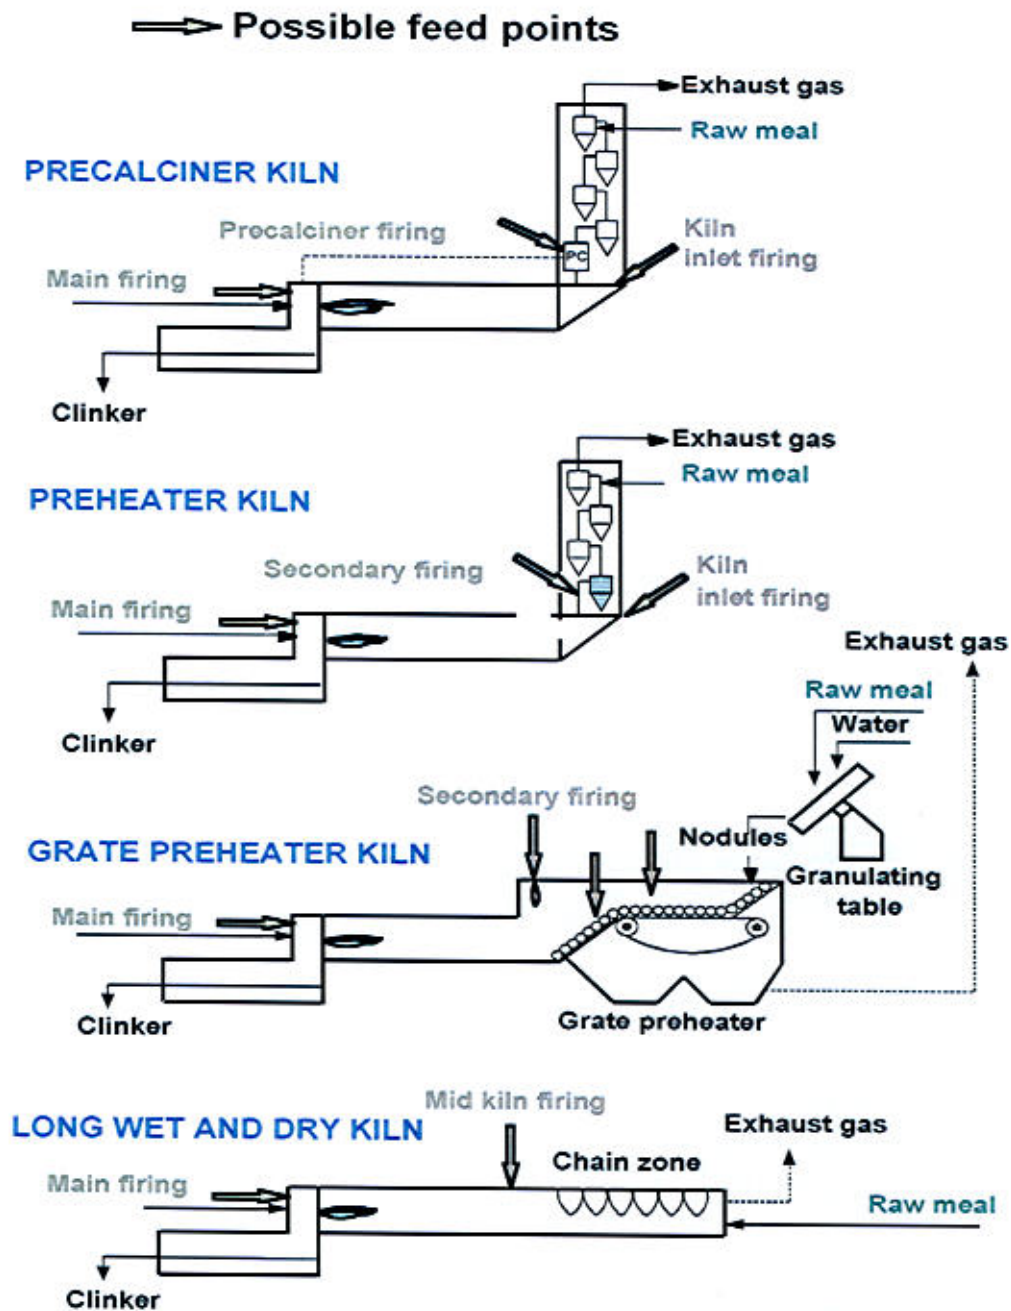 Possible feed points
Exhaust gas
Raw meal
PRECALCINER KILN
Precalciner firing
Kiln
inlet firing
PC
Main firing
Clinker
Exhaust gas
Raw meal
PREHEATER KILN
Secondary firing
Kiln
inlet firing
Main firing
Clinker
Exhaust gas
Raw meal
Water
Secondary firing
Nodules
GRATE PREHEATER KILN
Granulating
table
Main firing
Clinker
Grate preheater
Mid kiln firing
LONG WET AND DRY KILN
Exhaust gas
Chain zone
Main firing
Raw meal
Clinker